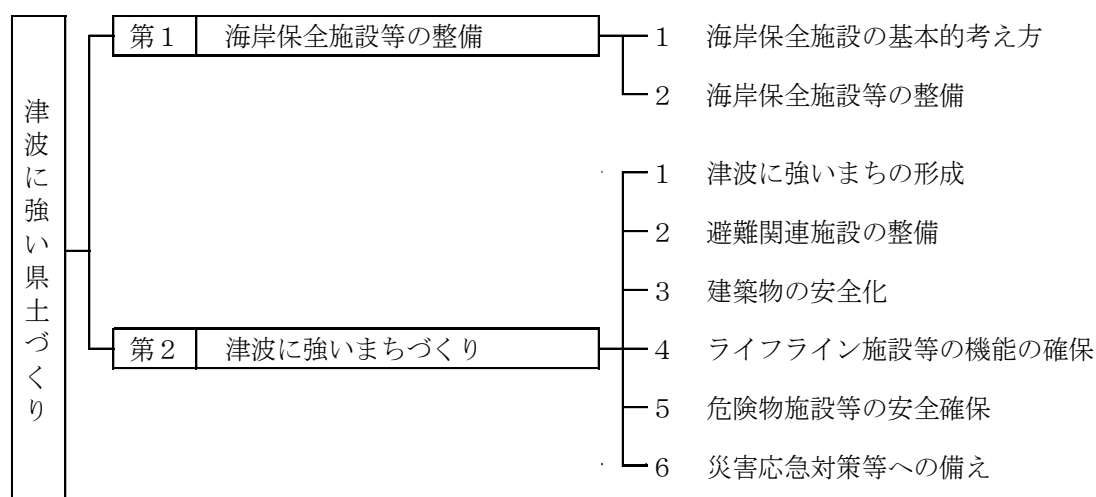 津波に強い県土づくり
第1 海岸保全施設等の整備
1 海岸保全施設の基本的考え方
2 海岸保全施設等の整備
第2 津波に強いまちづくり
1 津波に強いまちの形成
2 避難関連施設の整備
3 建築物の安全化
4 ライフライン施設等の機能の確保
5 危険物施設等の安全確保
6 災害応急対策等への備え